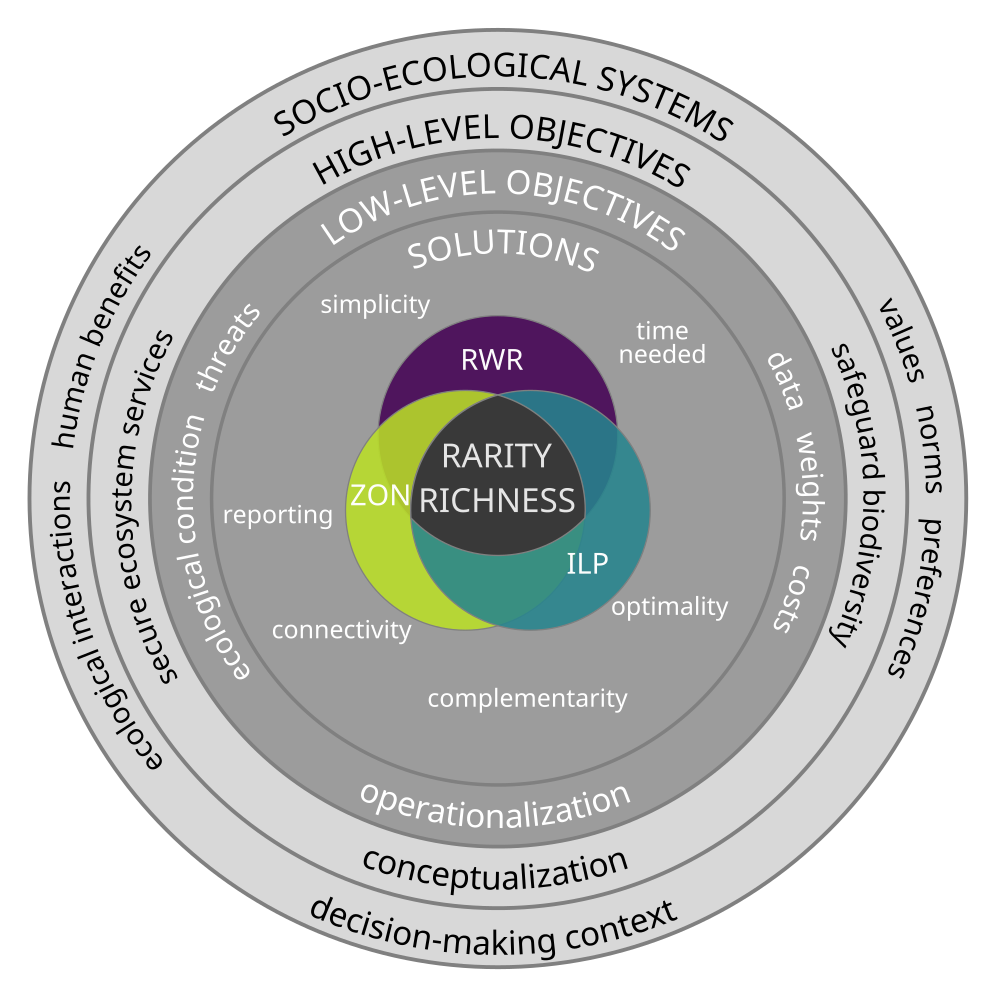 SOCIO-ECOLOGICAL SYSTEMS
HIGH-LEVEL OBJECTIVES
LOW-LEVEL OBJECTIVES
SOLUTIONS
simplicity
time
needed
RWR
RARITY
RICHNESS
ZON
ILP
reporting
connectivity
optimality
complementarity
ecological interactions human benefits
secure ecosystem services
ecological condition threats
data weights costs
safeguard biodiversity
values norms preferences
operationalization
conceptualization
decision-making context